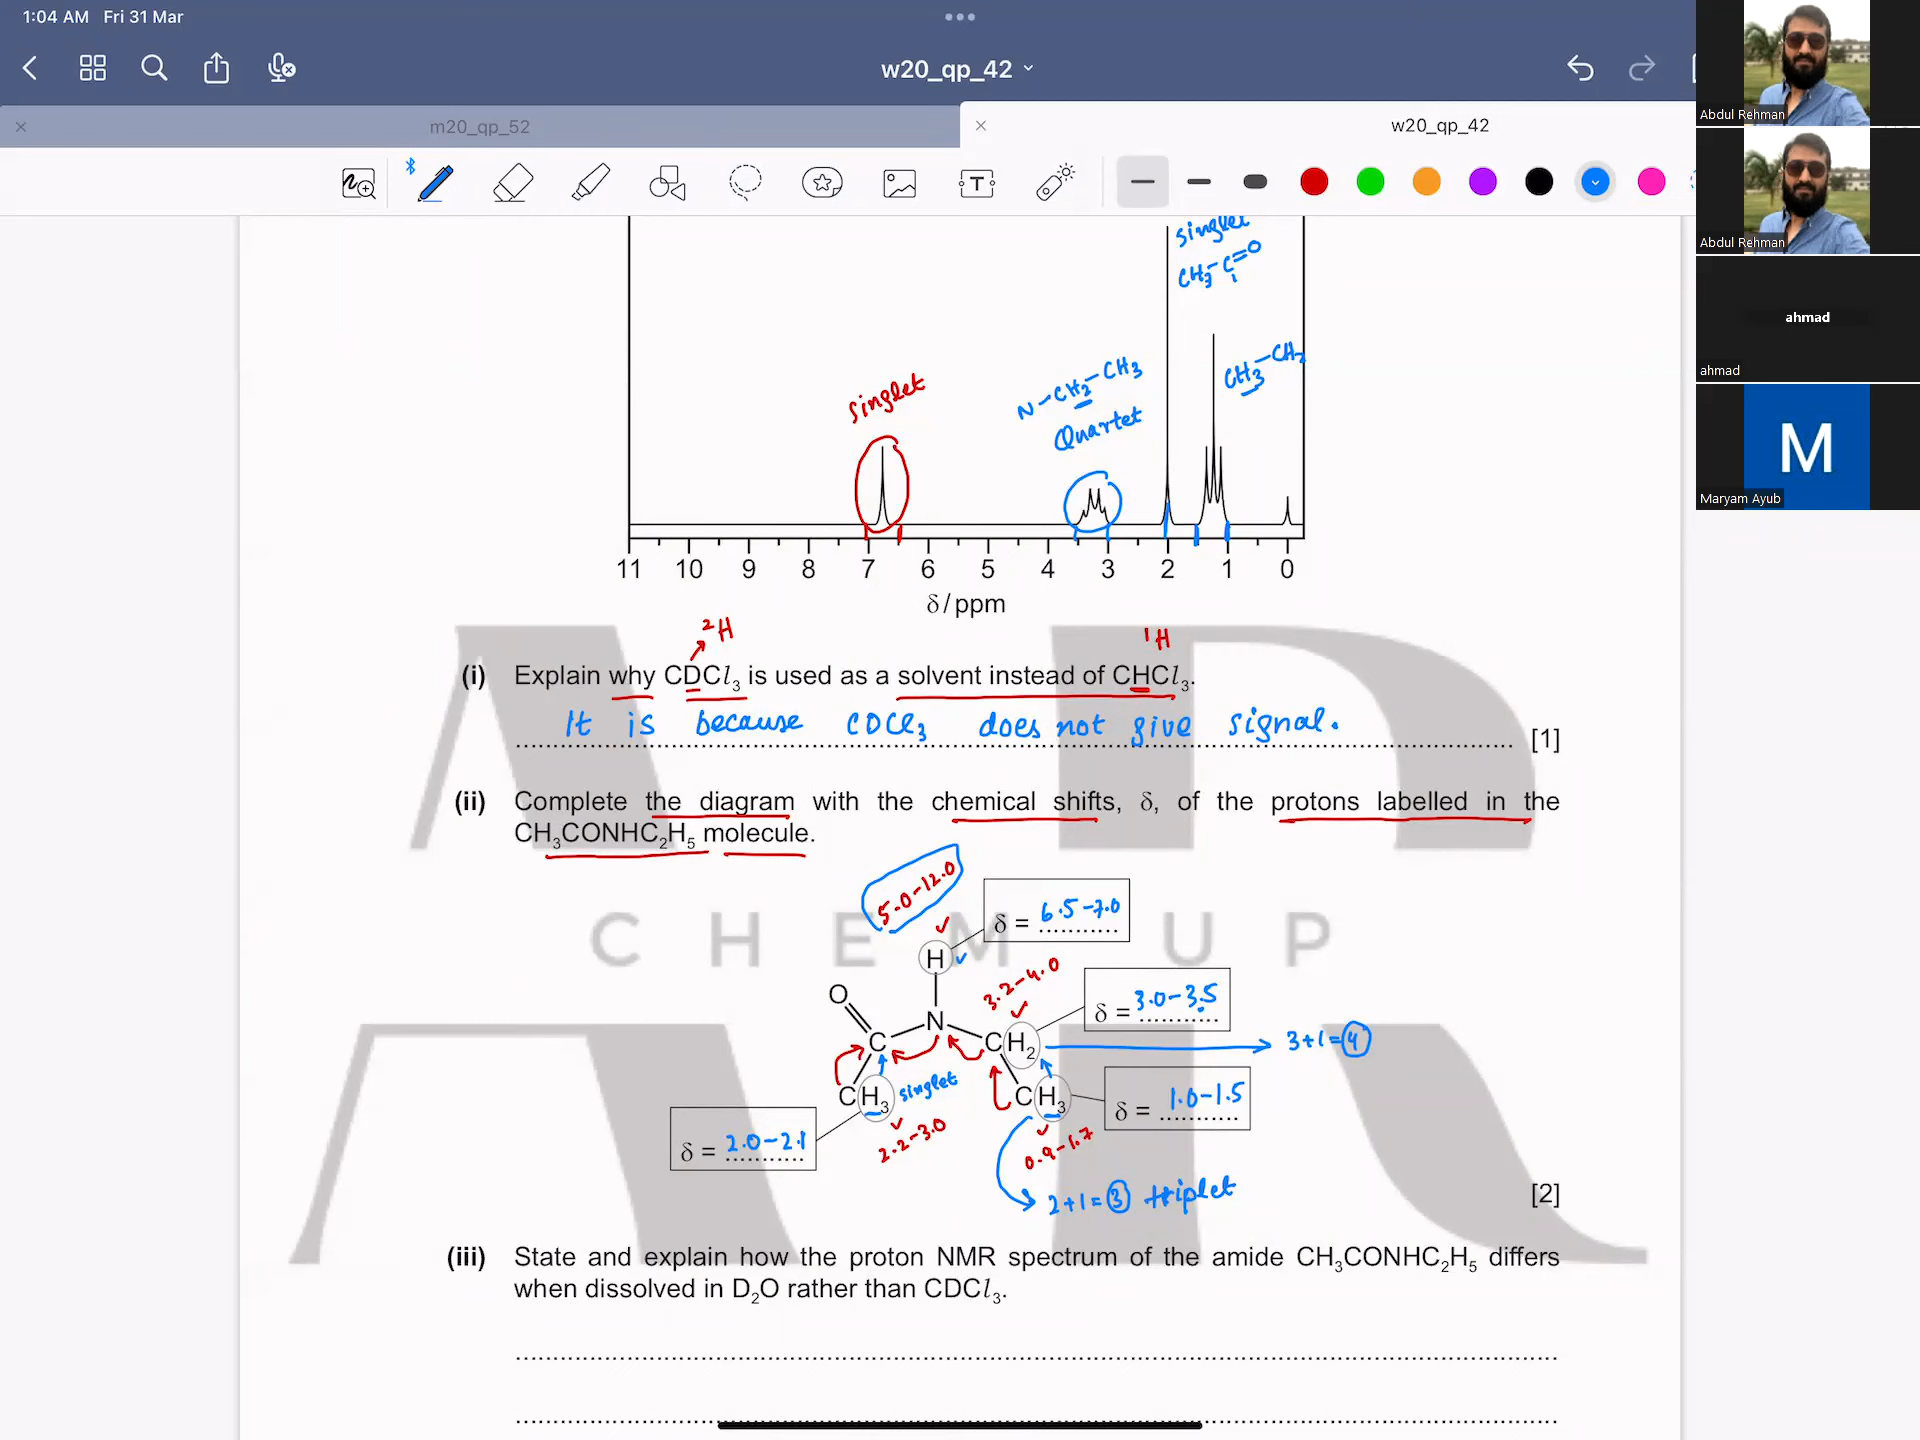 1:04 AM Fri 31 Mar
w20_qp_42
m20_qp_52
w20_qp_42
T
Abdul Rehman
Abdul Rehman
ahmad
ahmad
M
Maryam Ayub
singlet
CH3-C=O
CH3-CH2
N-CH2-CH3
Quartet
singlet
11 10 9 8 7 6 5 4 3 2 1 0
δ/ppm
²H
¹H
(i) Explain why CDCl₃ is used as a solvent instead of CHCl₃.
It is because CDCl₃ does not give signal.
[1]
(ii) Complete the diagram with the chemical shifts, δ, of the protons labelled in the
CH₃CONHC₂H₅ molecule.
5.0-12.0
δ = 6.5-7.0
CHEM UP
H
O
3.2-4.0
δ = 3.0-3.5
N
C
CH₂
3+1=4
CH₃ singlet
CH₃
δ = 1.0-1.5
δ = 2.0-2.1
2.2-3.0
0.9-1.7
2+1=3 triplet
[2]
(iii) State and explain how the proton NMR spectrum of the amide CH₃CONHC₂H₅ differs
when dissolved in D₂O rather than CDCl₃.